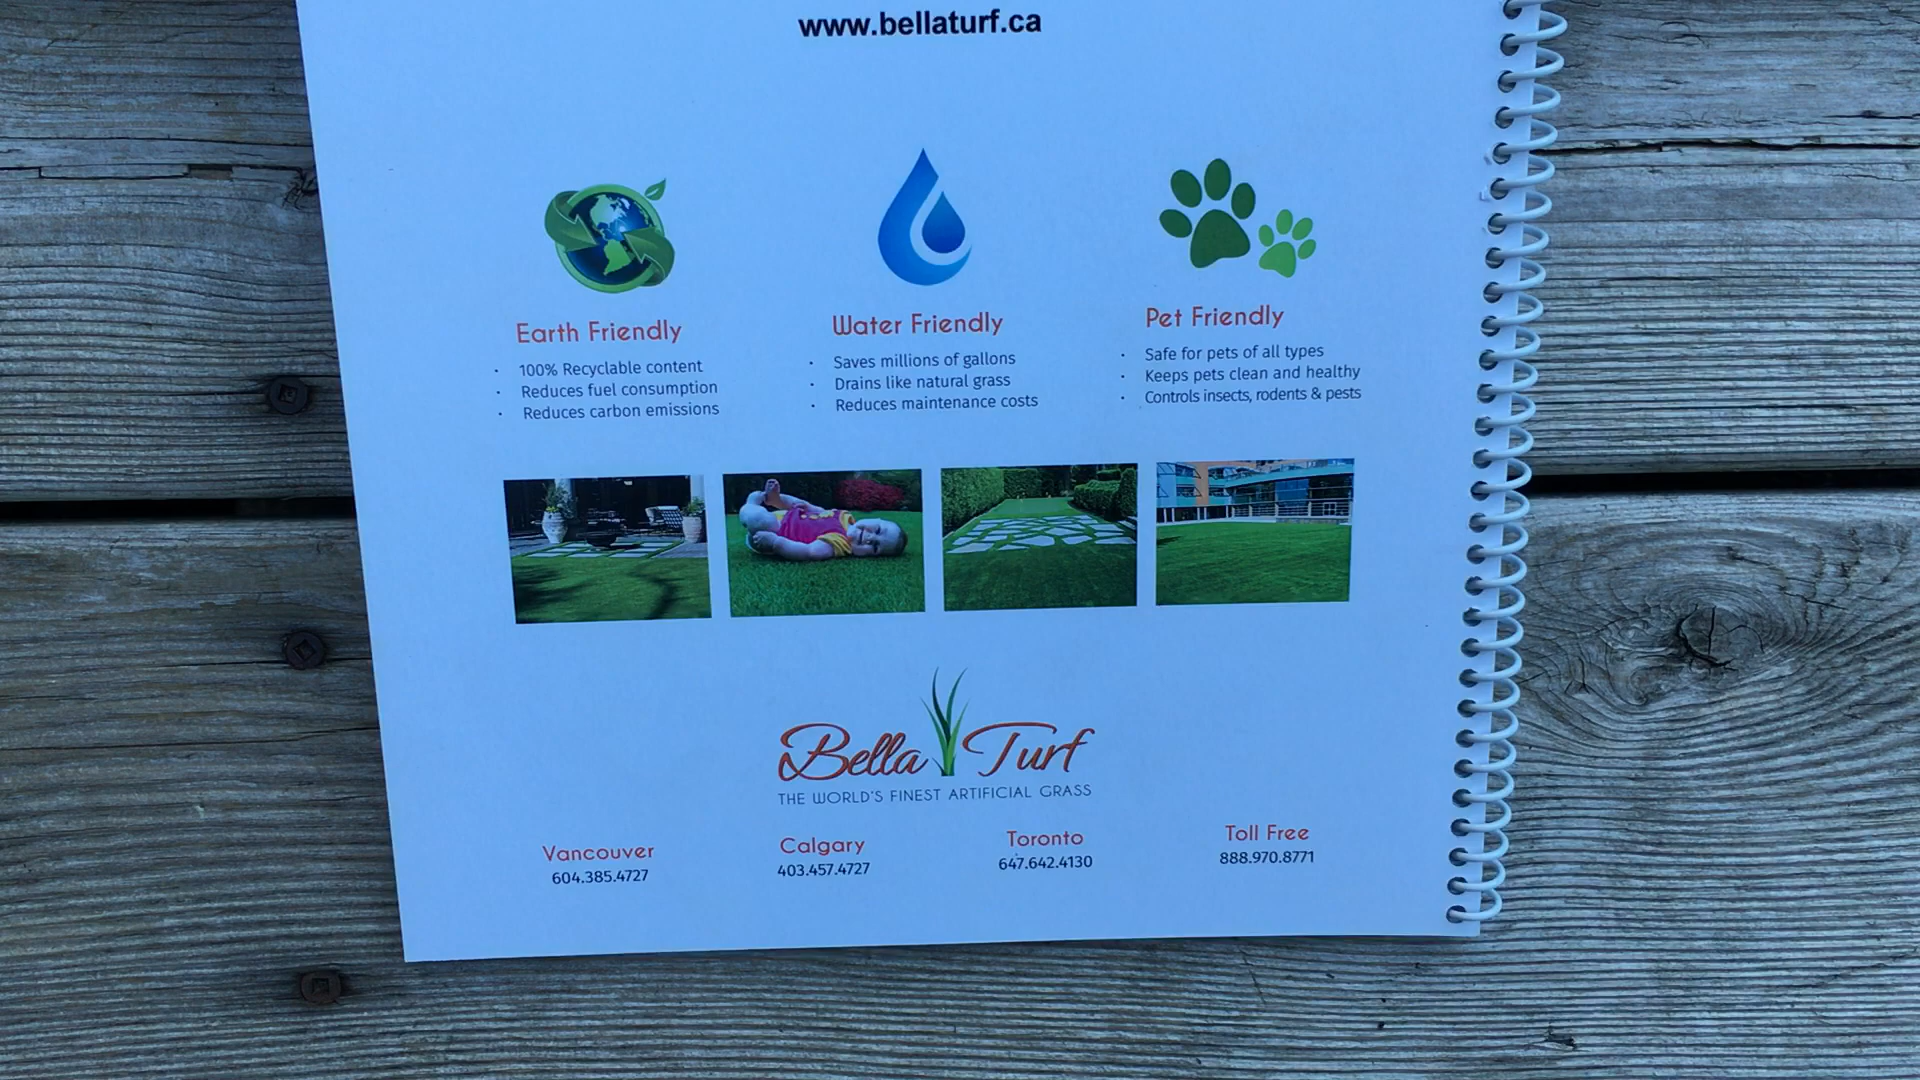 www.bellaturf.ca
Earth Friendly
· 100% Recyclable content
· Reduces fuel consumption
· Reduces carbon emissions
Water Friendly
· Saves millions of gallons
· Drains like natural grass
· Reduces maintenance costs
Pet Friendly
· Safe for pets of all types
· Keeps pets clean and healthy
· Controls insects, rodents & pests
Bella Turf
THE WORLD'S FINEST ARTIFICIAL GRASS
Vancouver
604.385.4727
Calgary
403.457.4727
Toronto
647.642.4130
Toll Free
888.970.8771